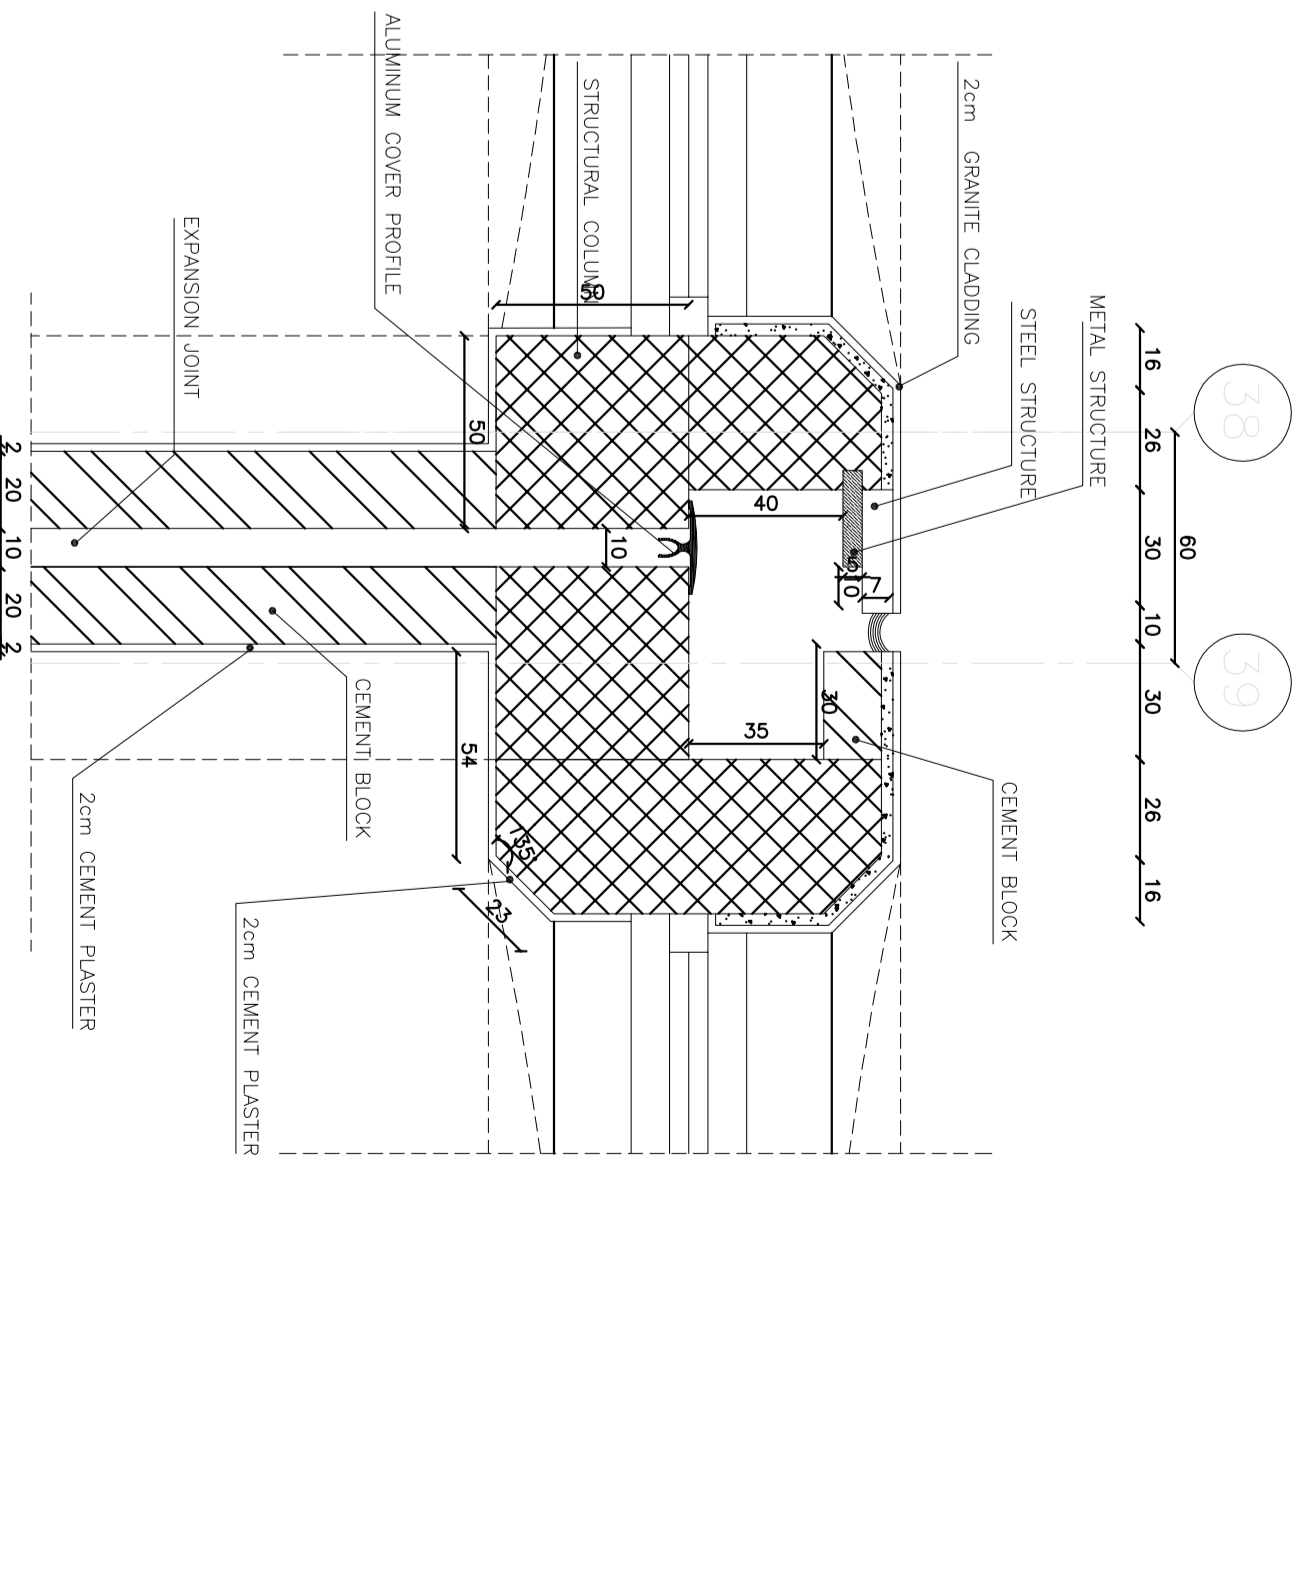 38
39
60
16
26
30
10
30
26
16
METAL STRUCTURE
STEEL STRUCTURE
2cm GRANITE CLADDING
CEMENT BLOCK
7
5
10
40
30
35
STRUCTURAL COLUMN
50
10
50
54
135°
23
ALUMINUM COVER PROFILE
CEMENT BLOCK
2cm CEMENT PLASTER
EXPANSION JOINT
2cm CEMENT PLASTER
2
20
10
20
2